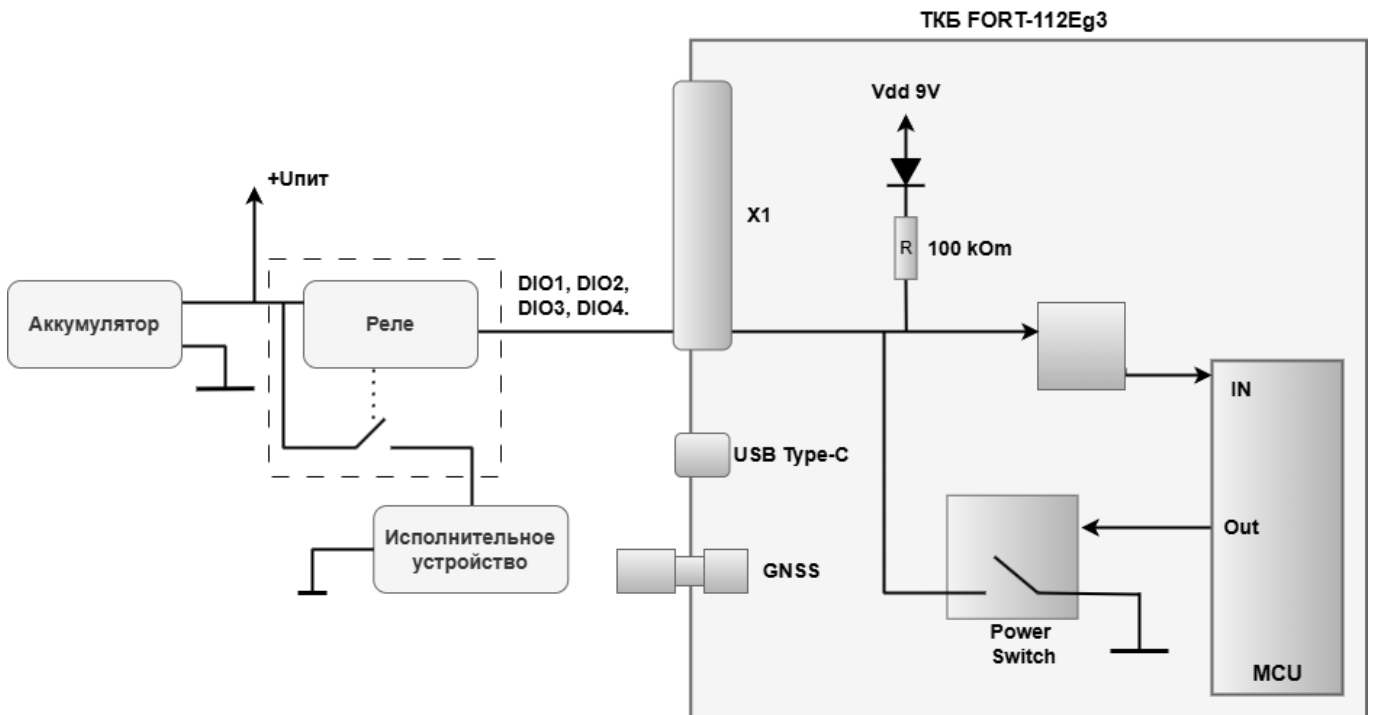 ТКБ FORT-112Eg3
Vdd 9V
+Uпит
X1
R
100 kOm
DIO1, DIO2,
DIO3, DIO4.
Аккумулятор
Реле
IN
USB Type-C
Исполнительное
устройство
Out
GNSS
Power
Switch
MCU